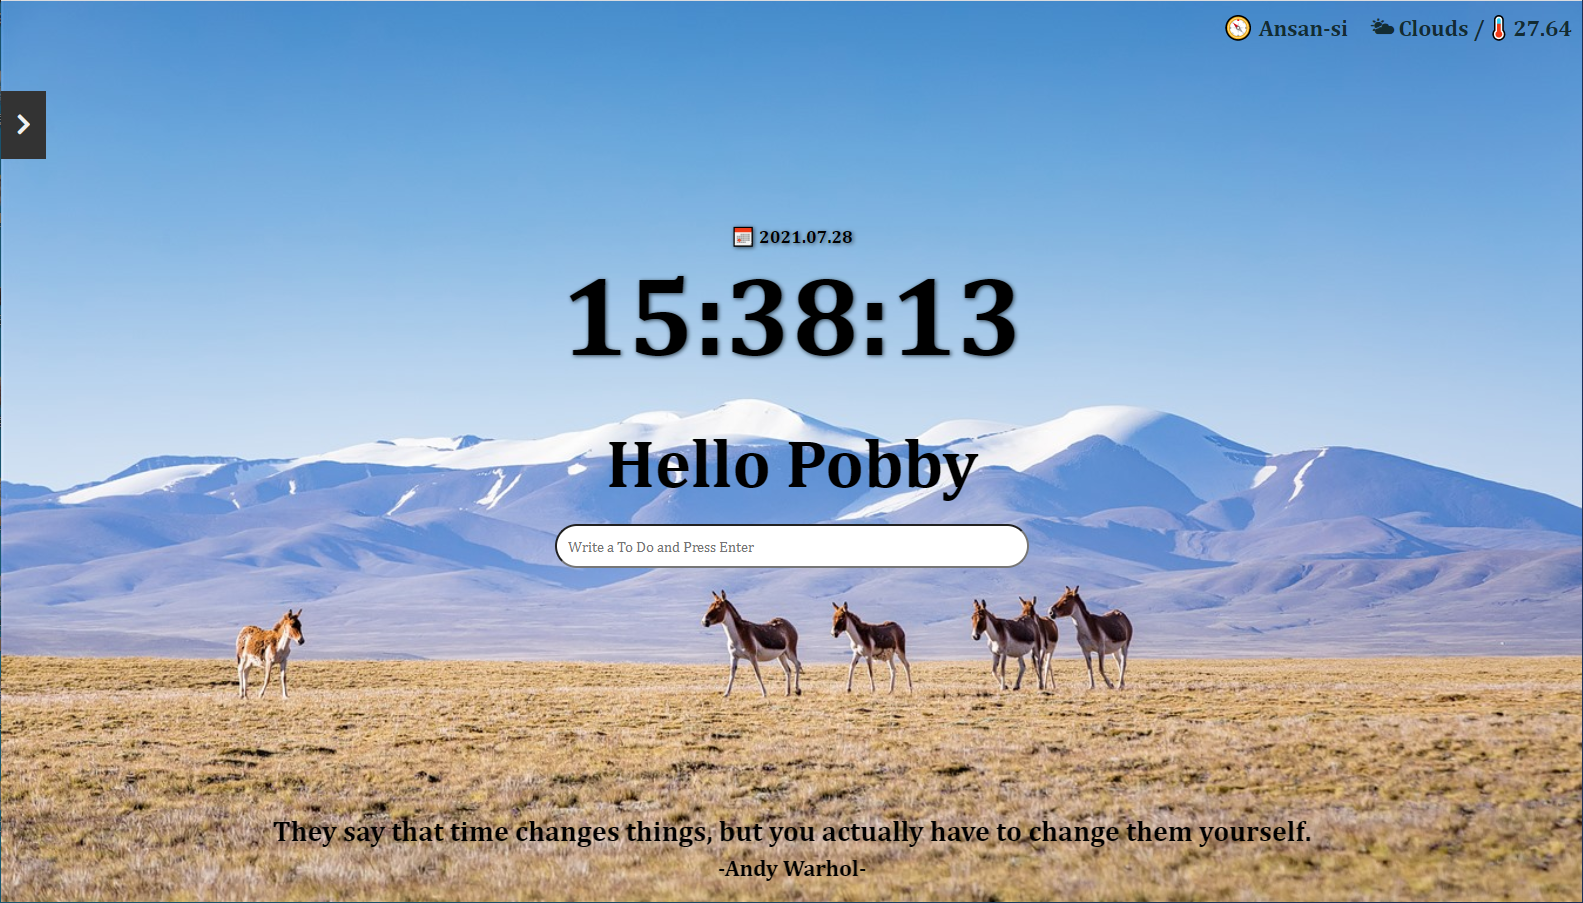 Ansan-si Clouds / 27.64
2021.07.28
15:38:13
Hello Pobby
Write a To Do and Press Enter
They say that time changes things, but you actually have to change them yourself.
-Andy Warhol-